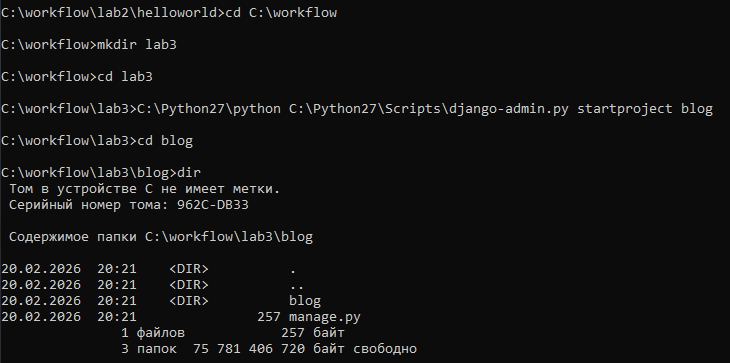 C:\workflow\lab2\helloworld>cd C:\workflow
C:\workflow>mkdir lab3
C:\workflow>cd lab3
C:\workflow\lab3>C:\Python27\python C:\Python27\Scripts\django-admin.py startproject blog
C:\workflow\lab3>cd blog
C:\workflow\lab3\blog>dir
Том в устройстве C не имеет метки.
Серийный номер тома: 962C-DB33
Содержимое папки C:\workflow\lab3\blog
20.02.2026  20:21    <DIR>          .
20.02.2026  20:21    <DIR>          ..
20.02.2026  20:21    <DIR>          blog
20.02.2026  20:21               257 manage.py
1 файлов            257 байт
3 папок  75 781 406 720 байт свободно